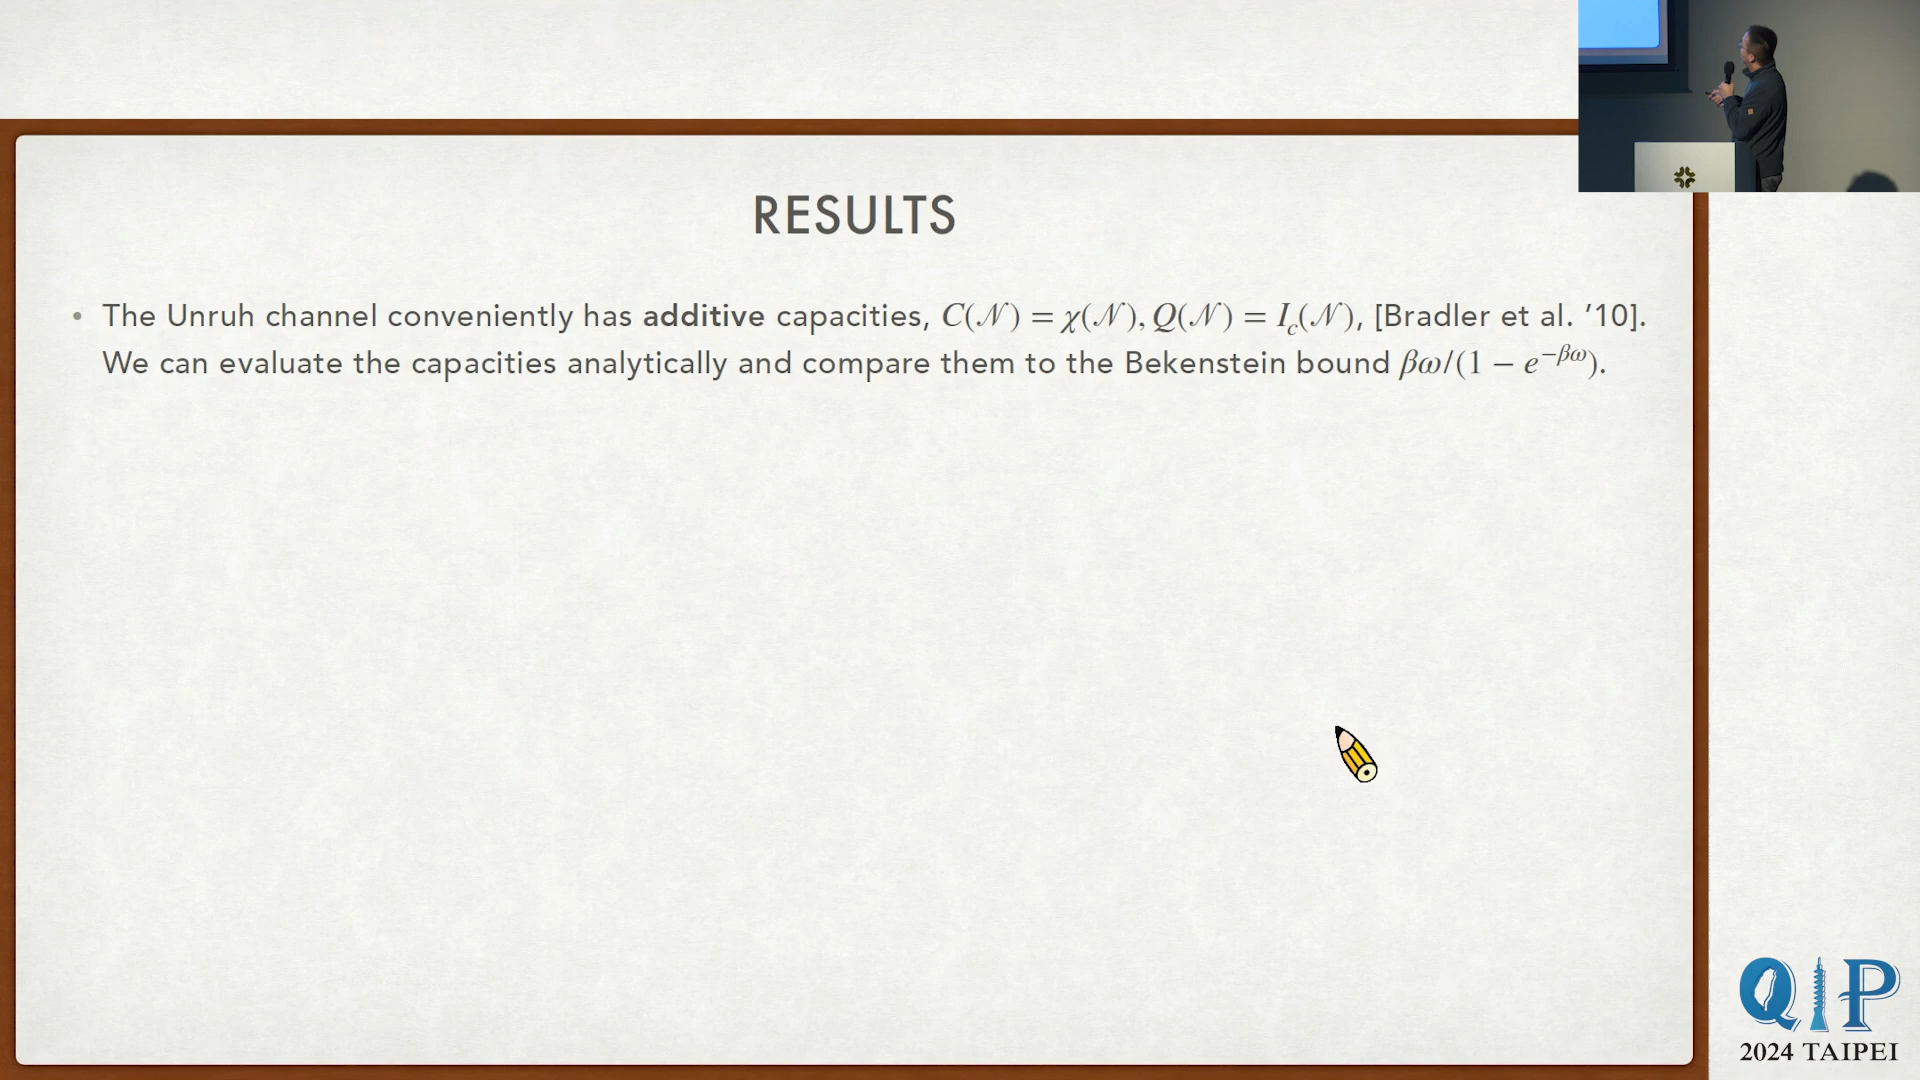 RESULTS
• The Unruh channel conveniently has additive capacities, C(𝒩) = χ(𝒩), Q(𝒩) = I_c(𝒩), [Bradler et al. '10].
We can evaluate the capacities analytically and compare them to the Bekenstein bound βω/(1 − e^{−βω}).
QIP
2024 TAIPEI